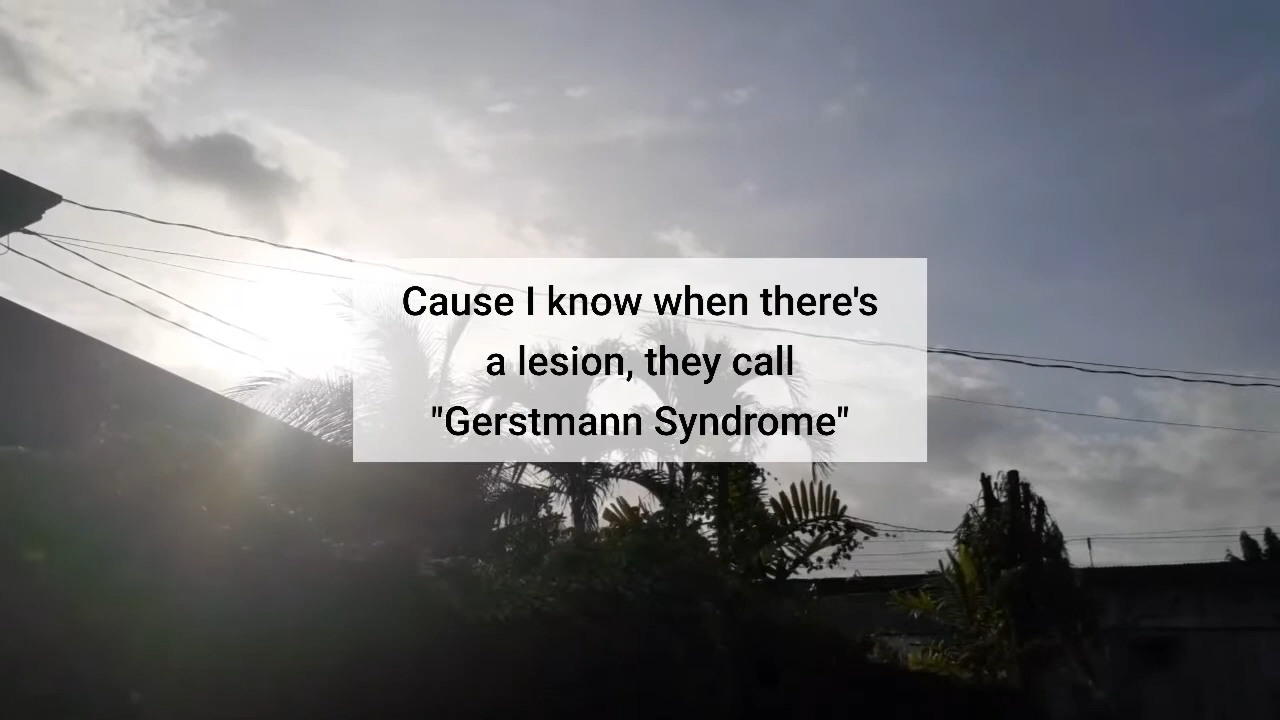 Cause I know when there's
a lesion, they call
"Gerstmann Syndrome"